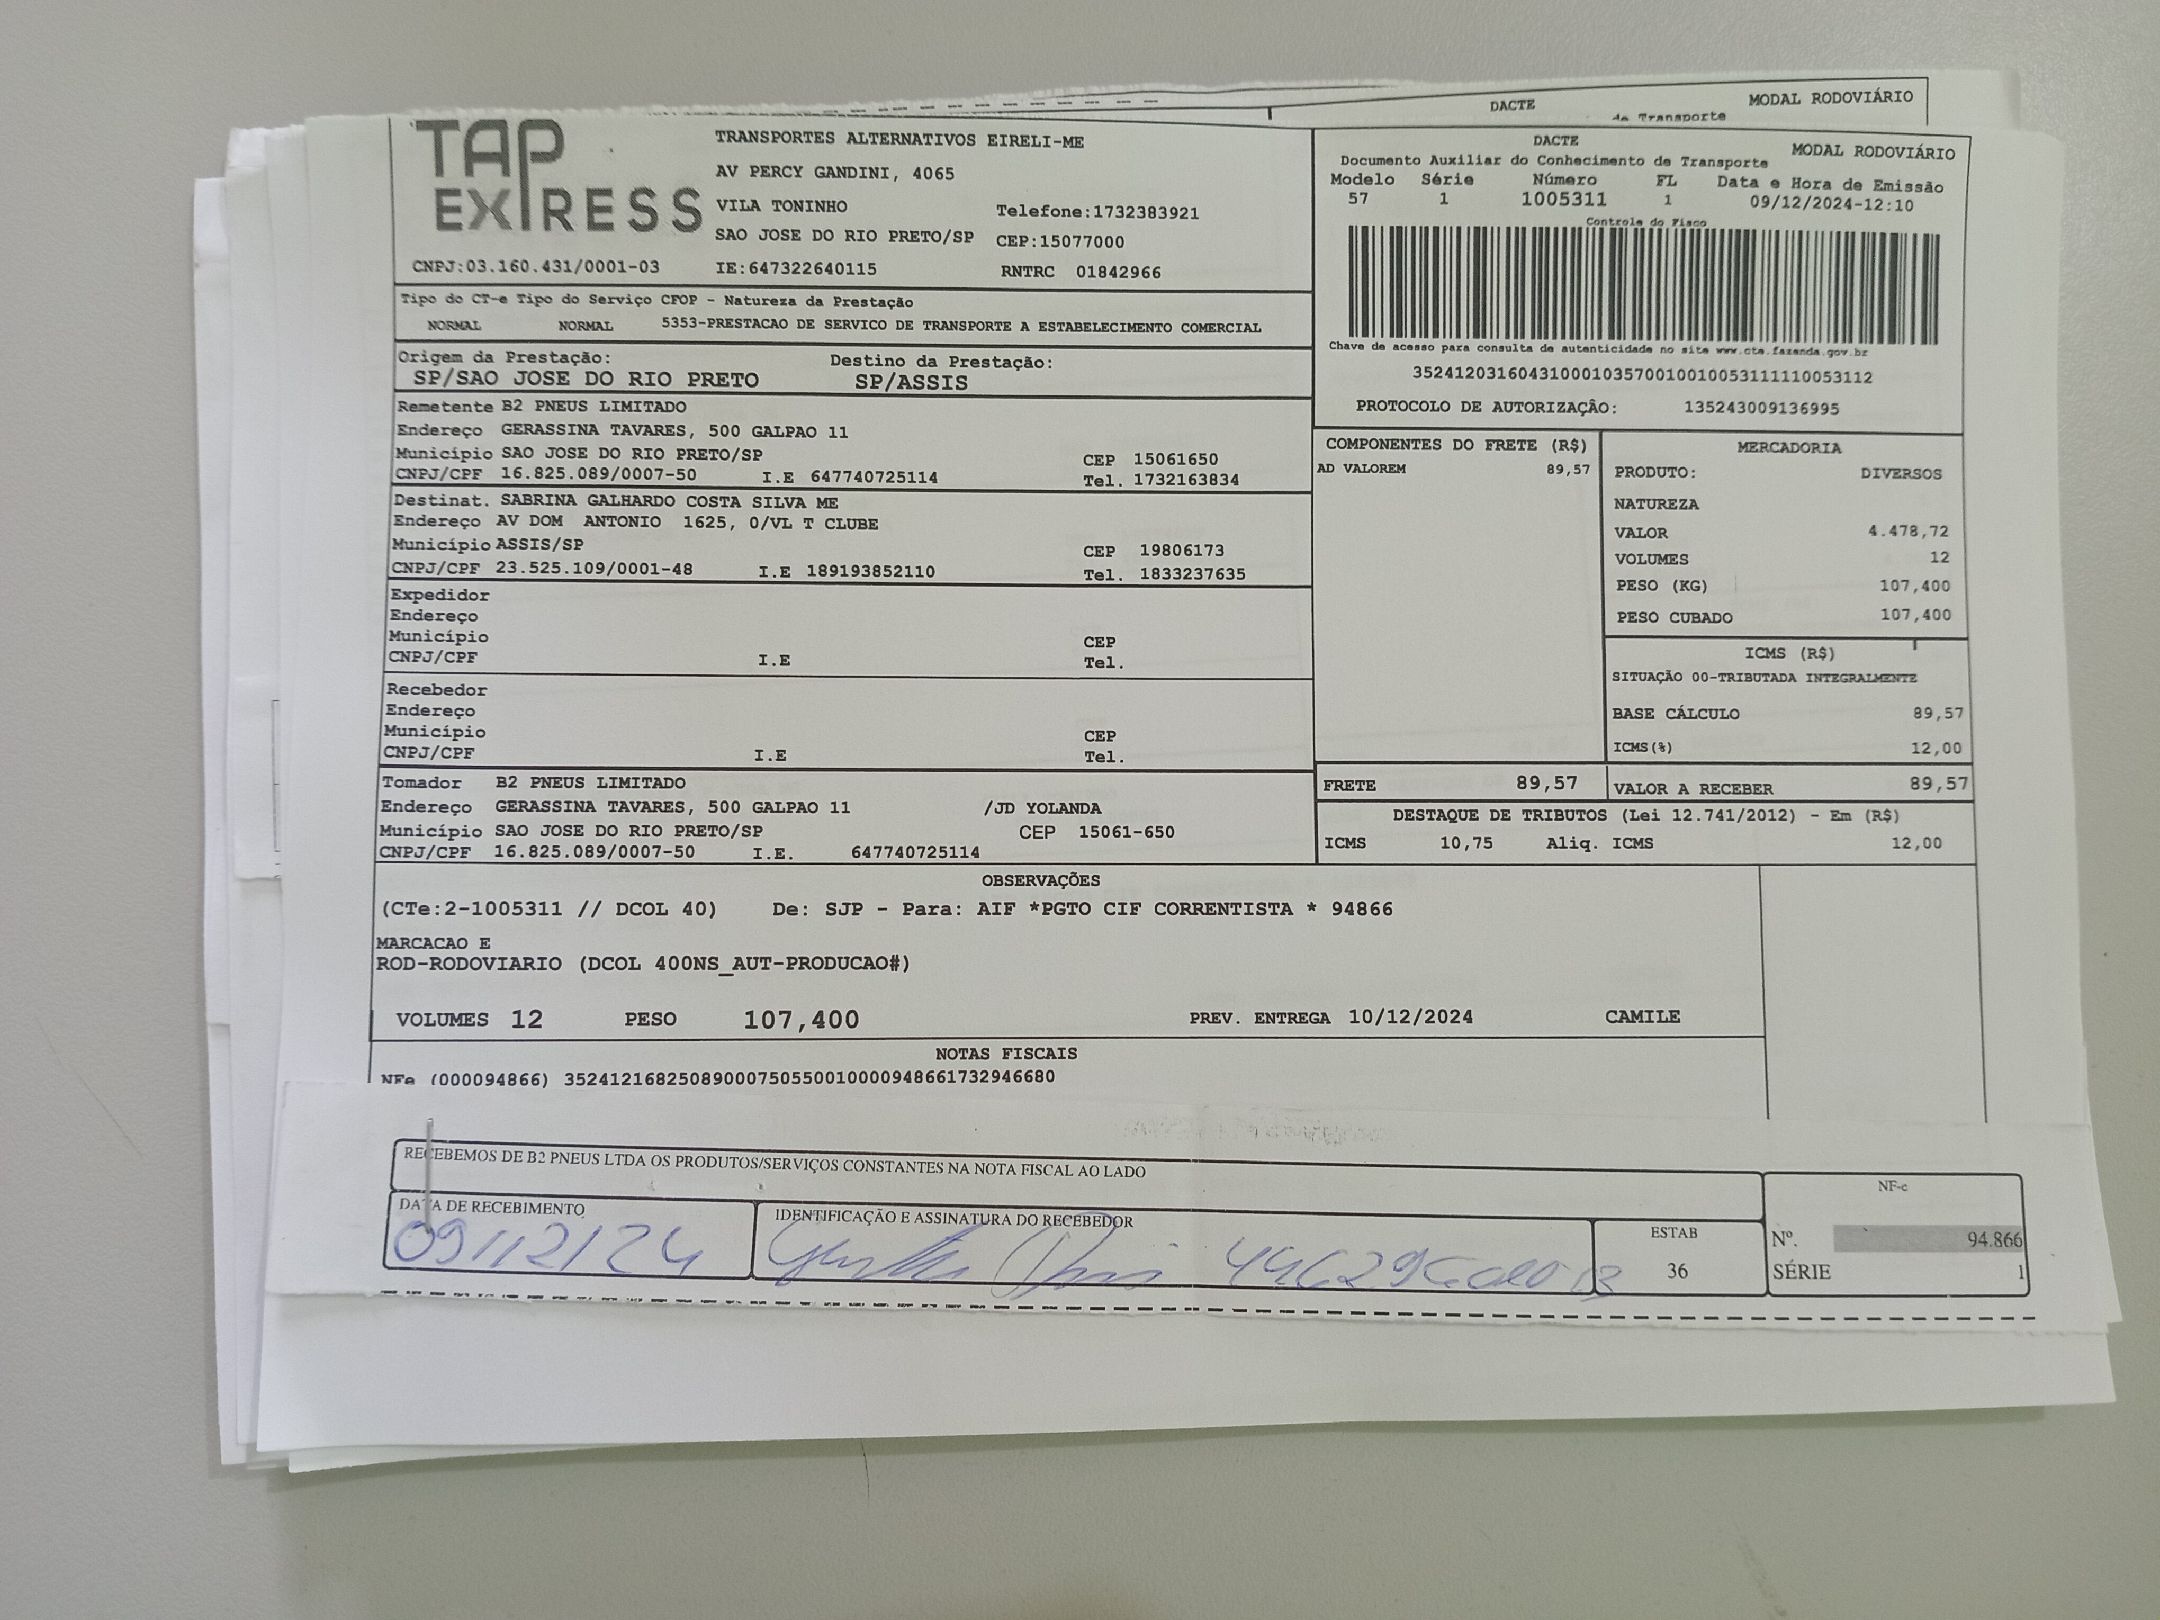 DACTE MODAL RODOVIÁRIO
de Transporte
TAP EXPRESS
TRANSPORTES ALTERNATIVOS EIRELI-ME
AV PERCY GANDINI, 4065
VILA TONINHO Telefone:1732383921
SAO JOSE DO RIO PRETO/SP CEP:15077000
CNPJ:03.160.431/0001-03 IE:647322640115 RNTRC 01842966
DACTE MODAL RODOVIÁRIO
Documento Auxiliar do Conhecimento de Transporte
Modelo Série Número FL Data e Hora de Emissão
57 1 1005311 1 09/12/2024-12:10
Controle do Fisco
Chave de acesso para consulta de autenticidade no site www.cte.fazenda.gov.br
35241203160431000103570010010053111110053112
PROTOCOLO DE AUTORIZAÇÂO: 135243009136995
Tipo do CT-e Tipo do Serviço CFOP - Natureza da Prestação
NORMAL NORMAL 5353-PRESTACAO DE SERVICO DE TRANSPORTE A ESTABELECIMENTO COMERCIAL
Origem da Prestação: Destino da Prestação:
SP/SAO JOSE DO RIO PRETO SP/ASSIS
Remetente B2 PNEUS LIMITADO
Endereço GERASSINA TAVARES, 500 GALPAO 11
Município SAO JOSE DO RIO PRETO/SP CEP 15061650
CNPJ/CPF 16.825.089/0007-50 I.E 647740725114 Tel. 1732163834
Destinat. SABRINA GALHARDO COSTA SILVA ME
Endereço AV DOM ANTONIO 1625, 0/VL T CLUBE
Município ASSIS/SP CEP 19806173
CNPJ/CPF 23.525.109/0001-48 I.E 189193852110 Tel. 1833237635
Expedidor
Endereço
Município CEP
CNPJ/CPF I.E Tel.
Recebedor
Endereço
Município CEP
CNPJ/CPF I.E Tel.
Tomador B2 PNEUS LIMITADO
Endereço GERASSINA TAVARES, 500 GALPAO 11 /JD YOLANDA
Município SAO JOSE DO RIO PRETO/SP CEP 15061-650
CNPJ/CPF 16.825.089/0007-50 I.E. 647740725114
COMPONENTES DO FRETE (R$)
AD VALOREM 89,57
MERCADORIA
PRODUTO: DIVERSOS
NATUREZA
VALOR 4.478,72
VOLUMES 12
PESO (KG) 107,400
PESO CUBADO 107,400
ICMS (R$)
SITUAÇÃO 00-TRIBUTADA INTEGRALMENTE
BASE CÁLCULO 89,57
ICMS(%) 12,00
FRETE 89,57 VALOR A RECEBER 89,57
DESTAQUE DE TRIBUTOS (Lei 12.741/2012) - Em (R$)
ICMS 10,75 Aliq. ICMS 12,00
OBSERVAÇÕES
(CTe:2-1005311 // DCOL 40) De: SJP - Para: AIF *PGTO CIF CORRENTISTA * 94866
MARCACAO E
ROD-RODOVIARIO (DCOL 400NS_AUT-PRODUCAO#)
VOLUMES 12 PESO 107,400 PREV. ENTREGA 10/12/2024 CAMILE
NOTAS FISCAIS
NFe (000094866) 35241216825089000750550010000948661732946680
RECEBEMOS DE B2 PNEUS LTDA OS PRODUTOS/SERVIÇOS CONSTANTES NA NOTA FISCAL AO LADO
DATA DE RECEBIMENTO IDENTIFICAÇÃO E ASSINATURA DO RECEBEDOR ESTAB
09/12/24 36
NF-e
Nº. 94.866
SÉRIE 1